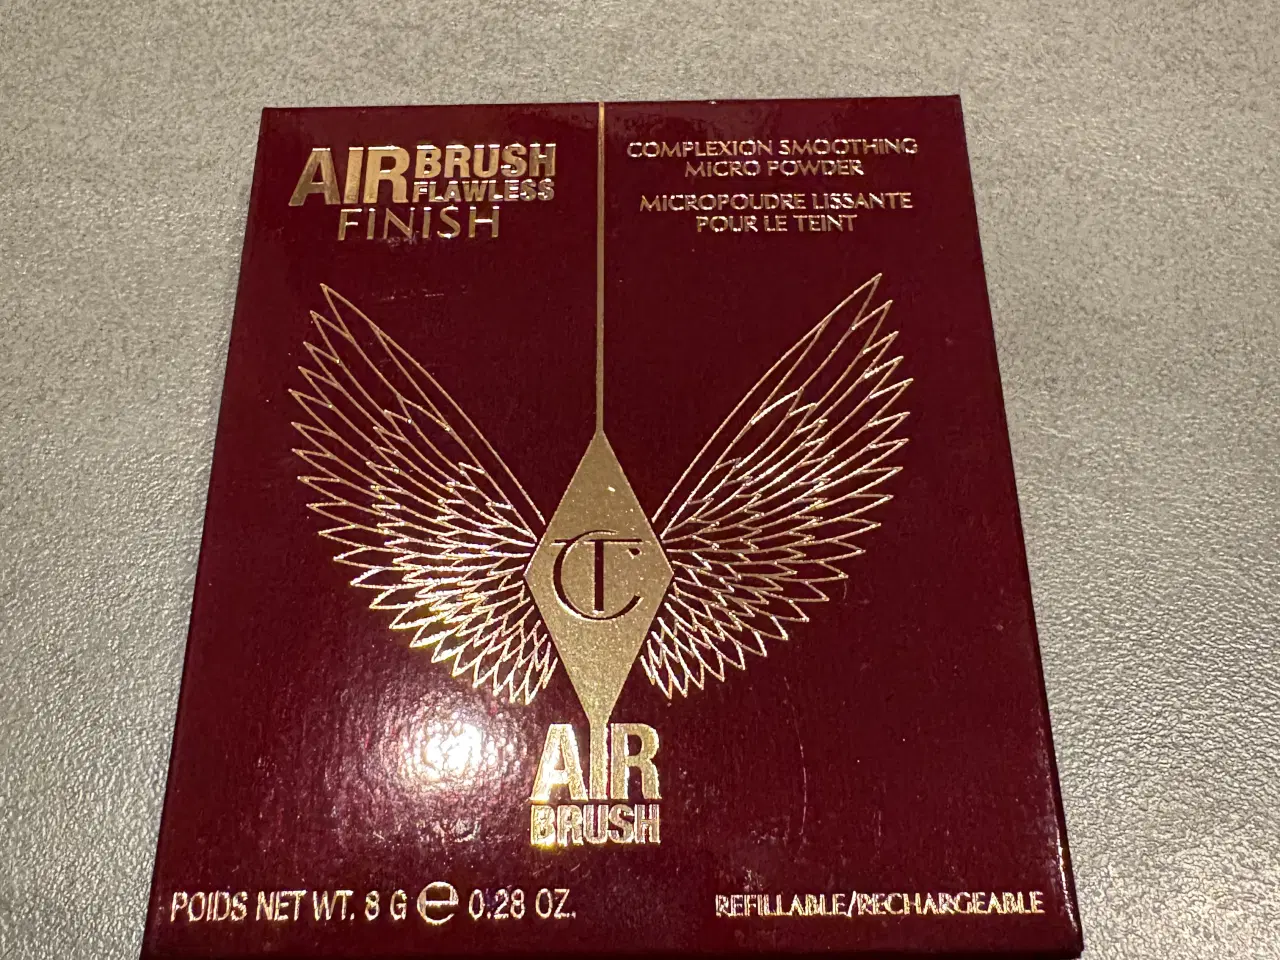 AIRBRUSH
FLAWLESS
FINISH
COMPLEXION SMOOTHING
MICRO POWDER
MICROPOUDRE LISSANTE
POUR LE TEINT
CT
AIR
BRUSH
POIDS NET WT. 8 G ℮ 0.28 OZ.
REFILLABLE/RECHARGEABLE